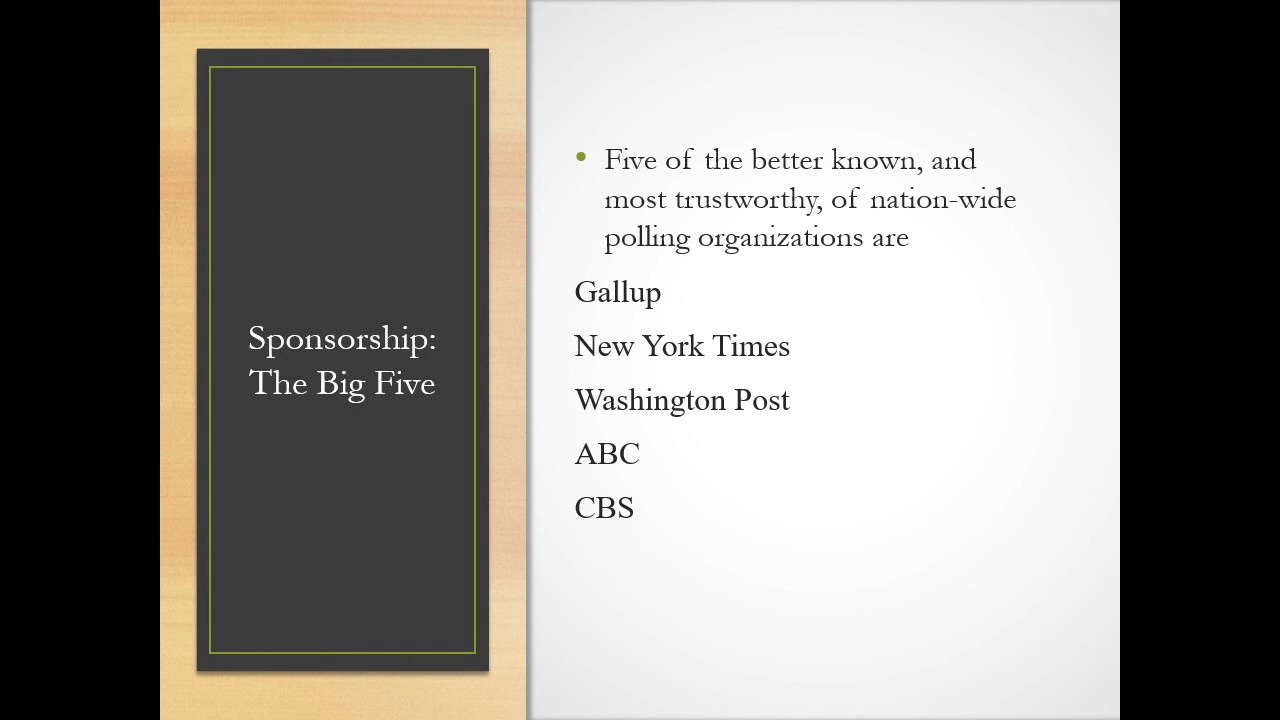 Sponsorship:
The Big Five
Five of the better known, and
most trustworthy, of nation-wide
polling organizations are
Gallup
New York Times
Washington Post
ABC
CBS